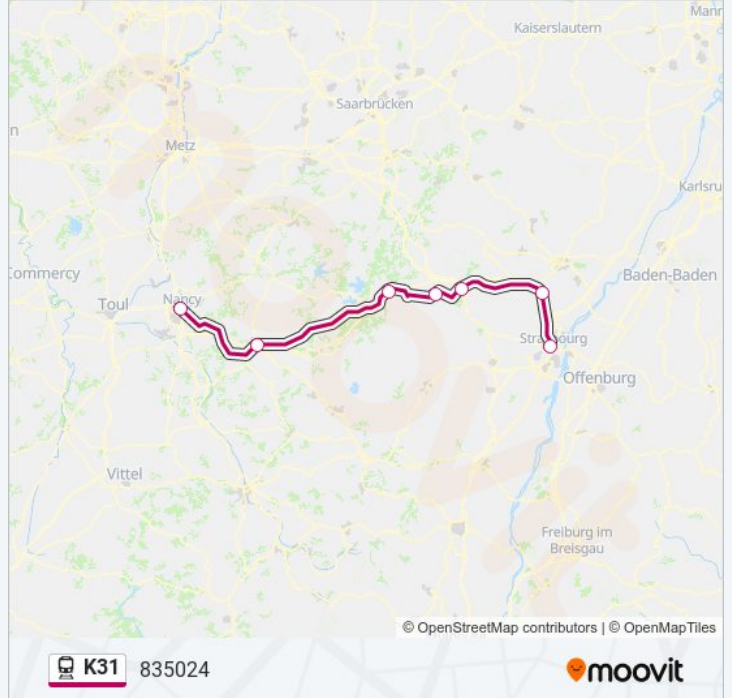 Mann
Kaiserslautern
Saarbrücken
n
Metz
Karlsru
Commercy
Baden-Baden
Nancy
Toul
Strasbourg
Offenburg
Vittel
Freiburg im
Breisgau
© OpenStreetMap contributors | © OpenMapTiles
K31 835024 moovit